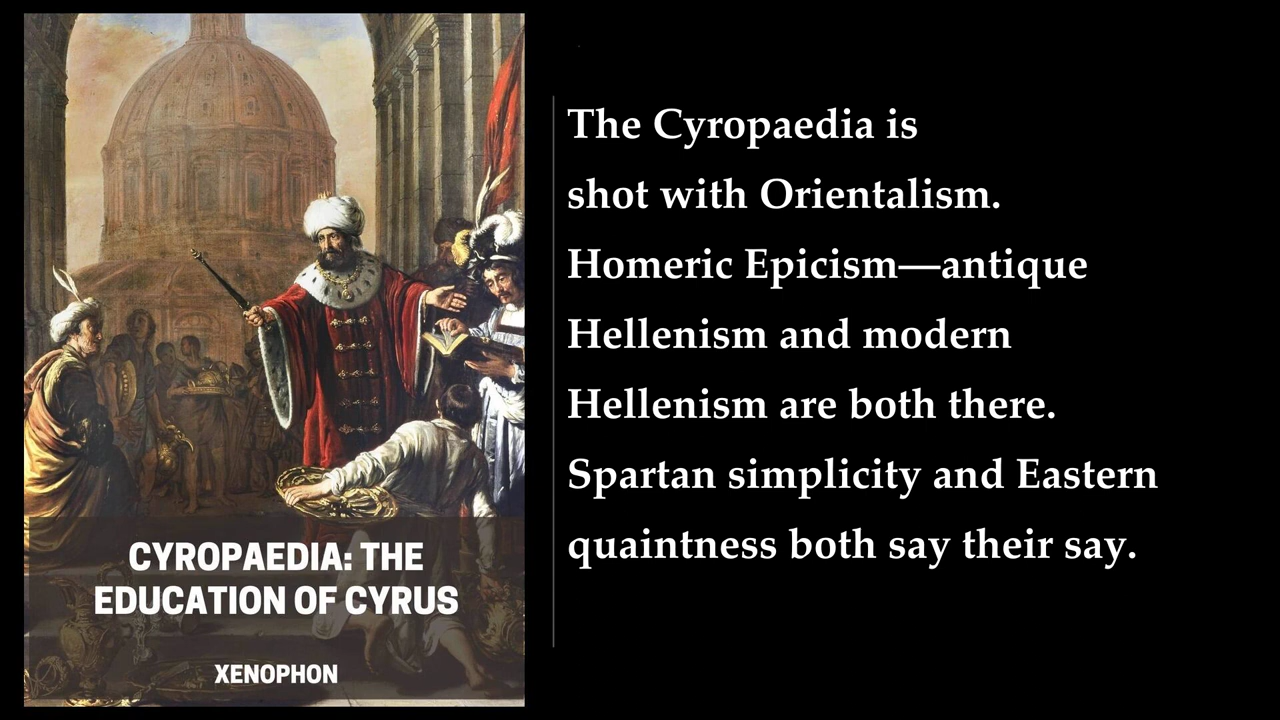 CYROPAEDIA: THE
EDUCATION OF CYRUS
XENOPHON
The Cyropaedia is
shot with Orientalism.
Homeric Epicism—antique
Hellenism and modern
Hellenism are both there.
Spartan simplicity and Eastern
quaintness both say their say.